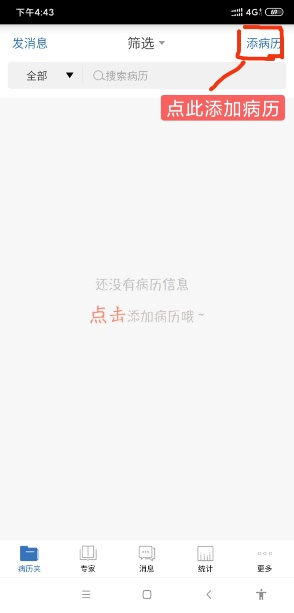 下午4:43
4G
发消息
筛选
添病历
全部
搜索病历
点此添加病历
还没有病历信息
点击添加病历哦~
病历夹
专家
消息
统计
更多